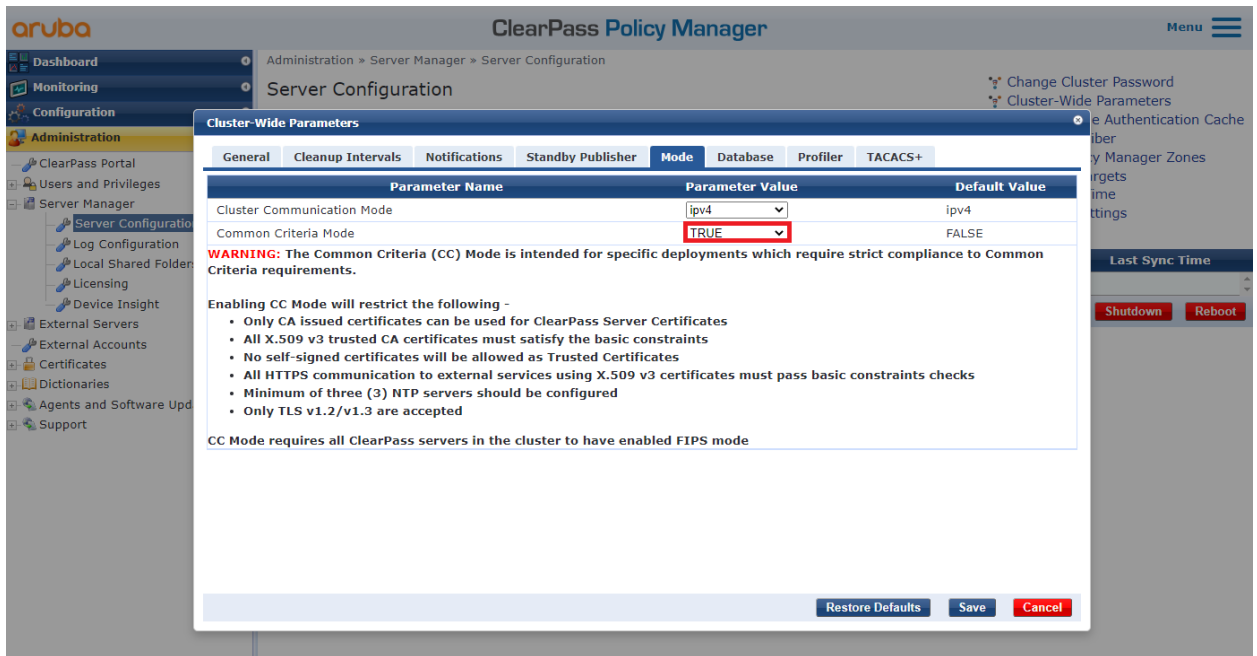 aruba
ClearPass Policy Manager
Menu
Dashboard
Monitoring
Configuration
Administration
ClearPass Portal
Users and Privileges
Server Manager
Server Configuratio
Log Configuration
Local Shared Folder
Licensing
Device Insight
External Servers
External Accounts
Certificates
Dictionaries
Agents and Software Upd
Support
Administration » Server Manager » Server Configuration
Server Configuration
Change Cluster Password
Cluster-Wide Parameters
e Authentication Cache
iber
cy Manager Zones
argets
ime
ttings
Last Sync Time
Shutdown Reboot
Cluster-Wide Parameters
General Cleanup Intervals Notifications Standby Publisher Mode Database Profiler TACACS+
Parameter Name Parameter Value Default Value
Cluster Communication Mode ipv4 ipv4
Common Criteria Mode TRUE FALSE
WARNING: The Common Criteria (CC) Mode is intended for specific deployments which require strict compliance to Common
Criteria requirements.
Enabling CC Mode will restrict the following -
• Only CA issued certificates can be used for ClearPass Server Certificates
• All X.509 v3 trusted CA certificates must satisfy the basic constraints
• No self-signed certificates will be allowed as Trusted Certificates
• All HTTPS communication to external services using X.509 v3 certificates must pass basic constraints checks
• Minimum of three (3) NTP servers should be configured
• Only TLS v1.2/v1.3 are accepted
CC Mode requires all ClearPass servers in the cluster to have enabled FIPS mode
Restore Defaults Save Cancel